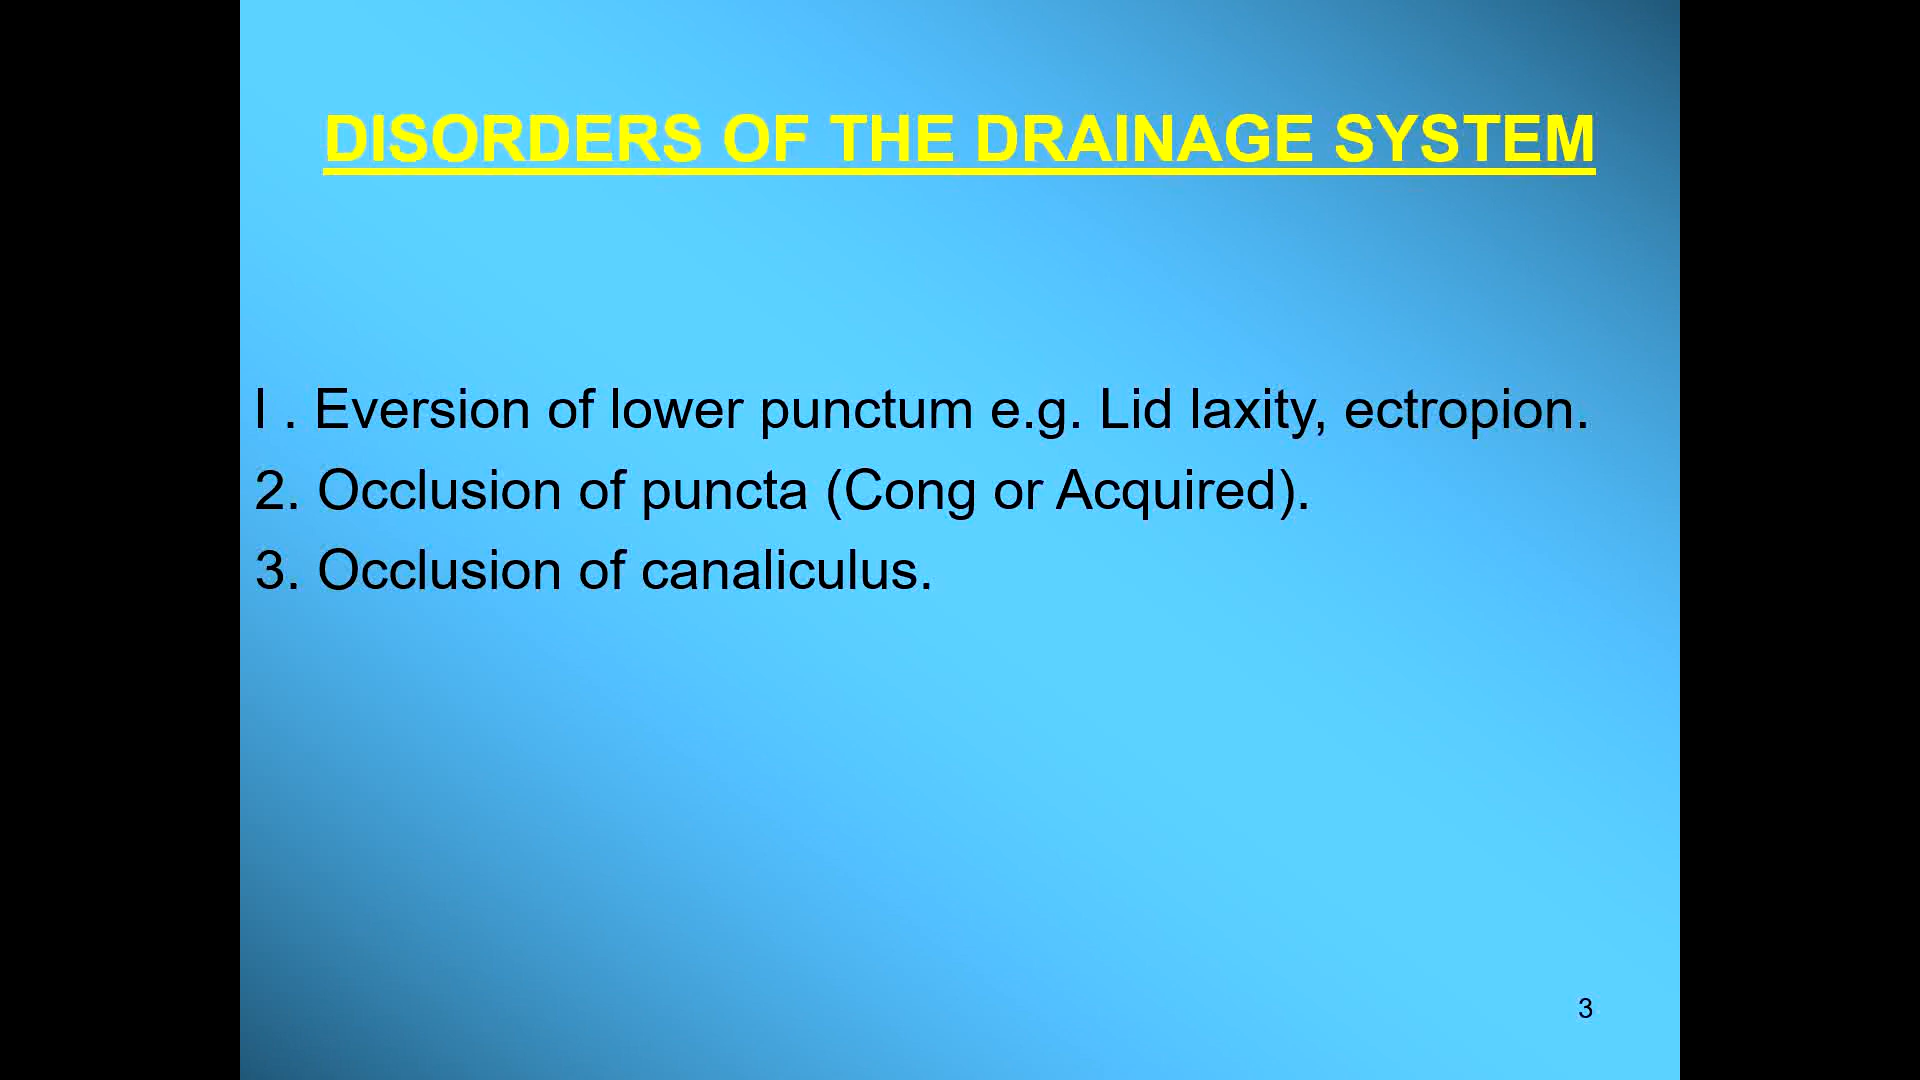 DISORDERS OF THE DRAINAGE SYSTEM
l . Eversion of lower punctum e.g. Lid laxity, ectropion.
2. Occlusion of puncta (Cong or Acquired).
3. Occlusion of canaliculus.
3